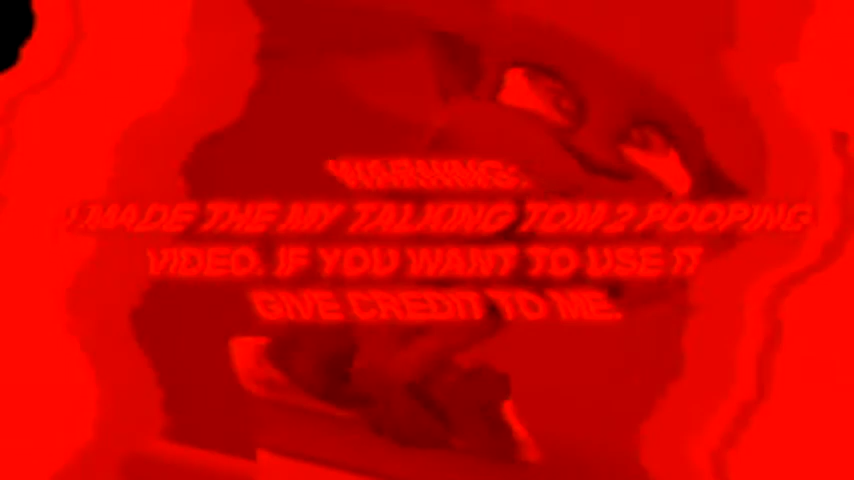 WARNING:
I MADE THE MY TALKING TOM 2 POOPING
VIDEO. IF YOU WANT TO USE IT
GIVE CREDIT TO ME.